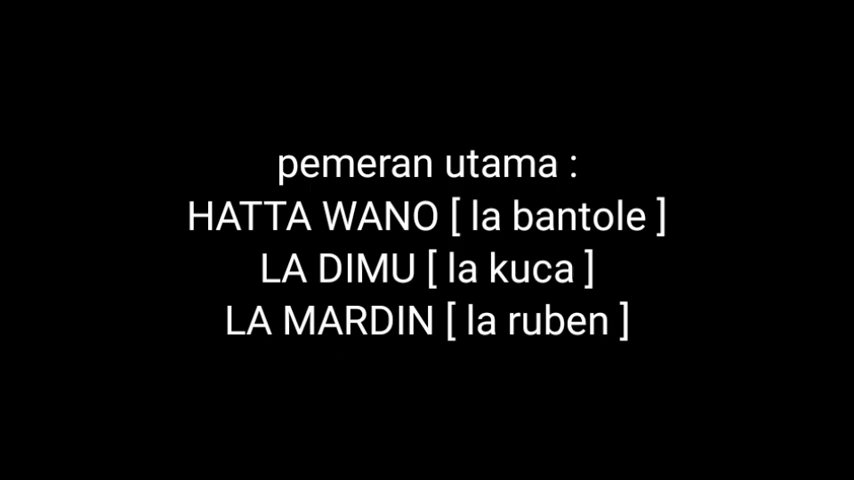 pemeran utama :
HATTA WANO [ la bantole ]
LA DIMU [ la kuca ]
LA MARDIN [ la ruben ]